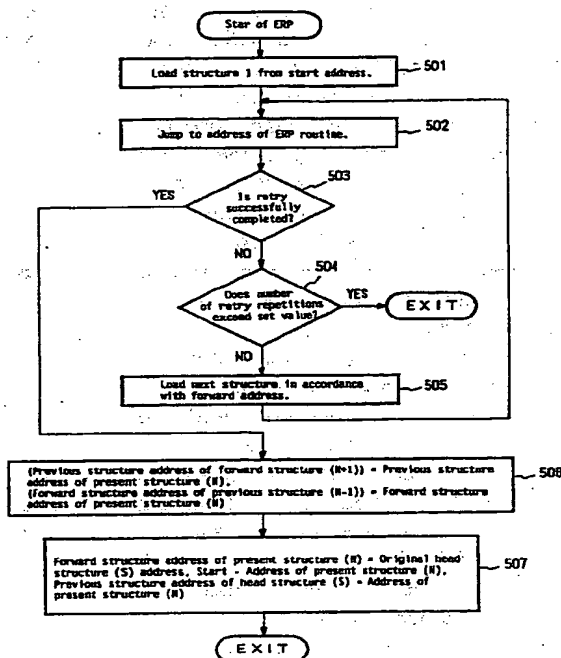 Star of ERP
Load structure 1 from start address.
501
Jump to address of ERP routine.
502
503
YES
Is retry
successfully
completed?
NO
504
Does number
of retry repetitions
exceed set value?
YES
EXIT
NO
Load next structure in accordance
with forward address.
505
(Previous structure address of forward structure (N+1)) = Previous structure
address of present structure (N),
(Forward structure address of previous structure (N-1)) = Forward structure
address of present structure (N)
506
Forward structure address of present structure (N) = Original head
structure (S) address, Start = Address of present structure (N),
Previous structure address of head structure (S) = Address of
present structure (N)
507
EXIT